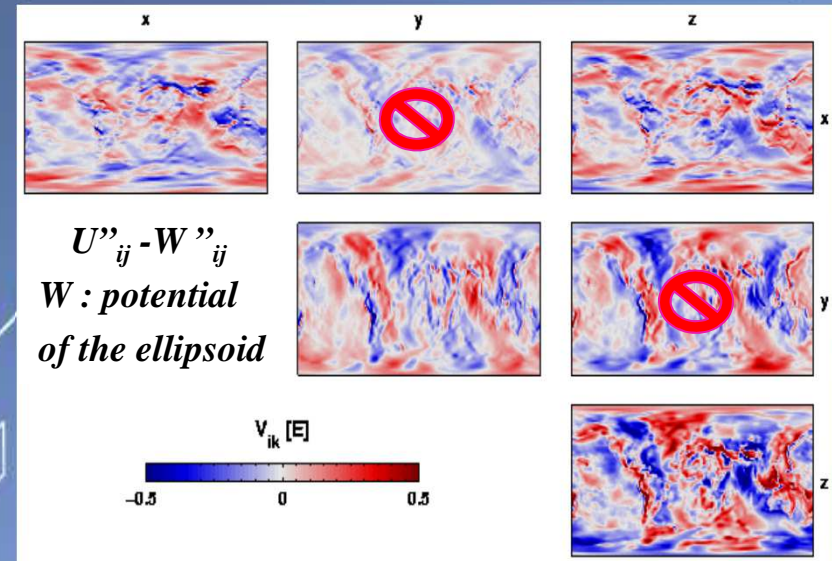 x y z
x
U”ij -W ”ij
W : potential
of the ellipsoid
y
Vik [E]
-0.5 0 0.5
z